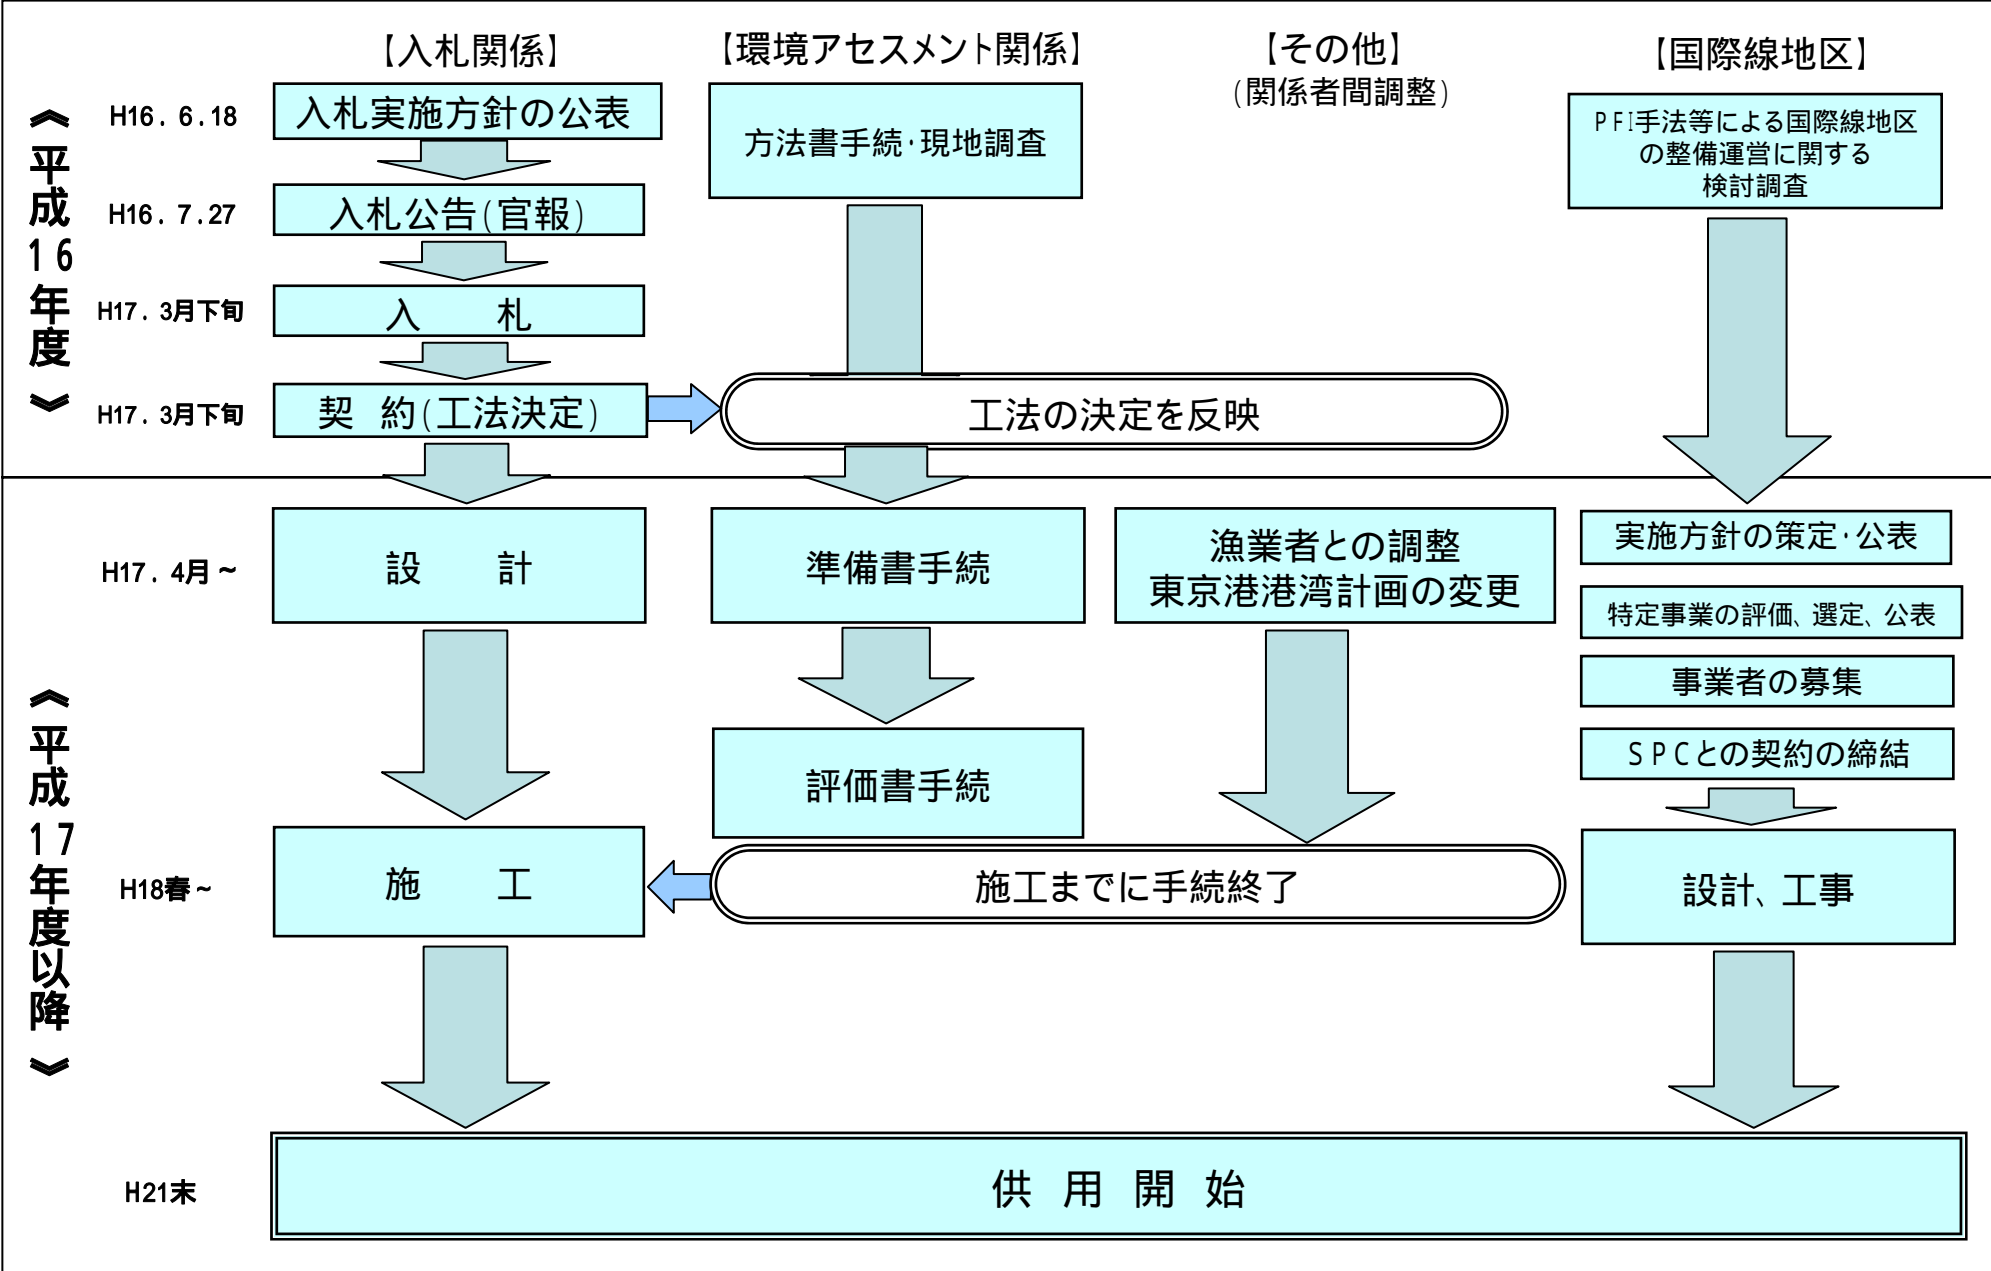 【入札関係】
【環境アセスメント関係】
【その他】
(関係者間調整)
【国際線地区】
《平成16年度》
H16. 6.18
入札実施方針の公表
方法書手続・現地調査
PFI手法等による国際線地区
の整備運営に関する
検討調査
H16. 7.27
入札公告(官報)
H17. 3月下旬
入 札
H17. 3月下旬
契 約(工法決定)
工法の決定を反映
《平成17年度以降》
H17. 4月~
設 計
準備書手続
漁業者との調整
東京港港湾計画の変更
実施方針の策定・公表
特定事業の評価、選定、公表
事業者の募集
SPCとの契約の締結
評価書手続
H18春~
施 工
施工までに手続終了
設計、工事
H21末
供 用 開 始